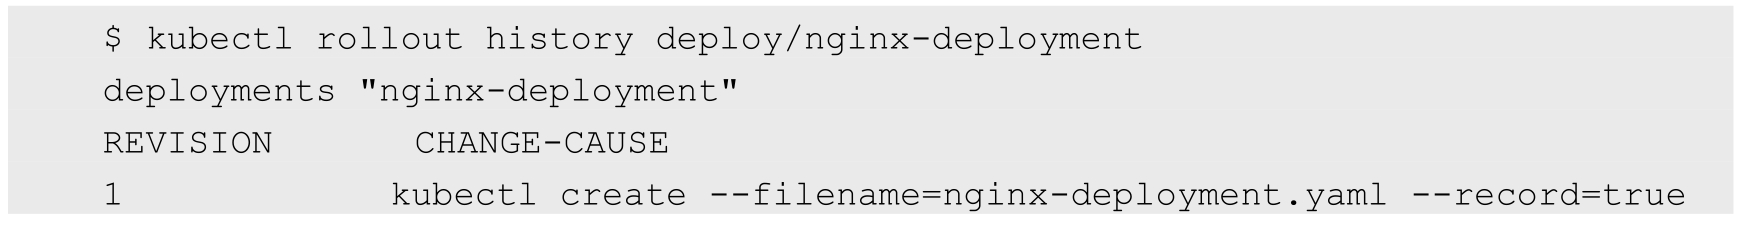 $ kubectl rollout history deploy/nginx-deployment
deployments "nginx-deployment"
REVISION      CHANGE-CAUSE
1            kubectl create --filename=nginx-deployment.yaml --record=true